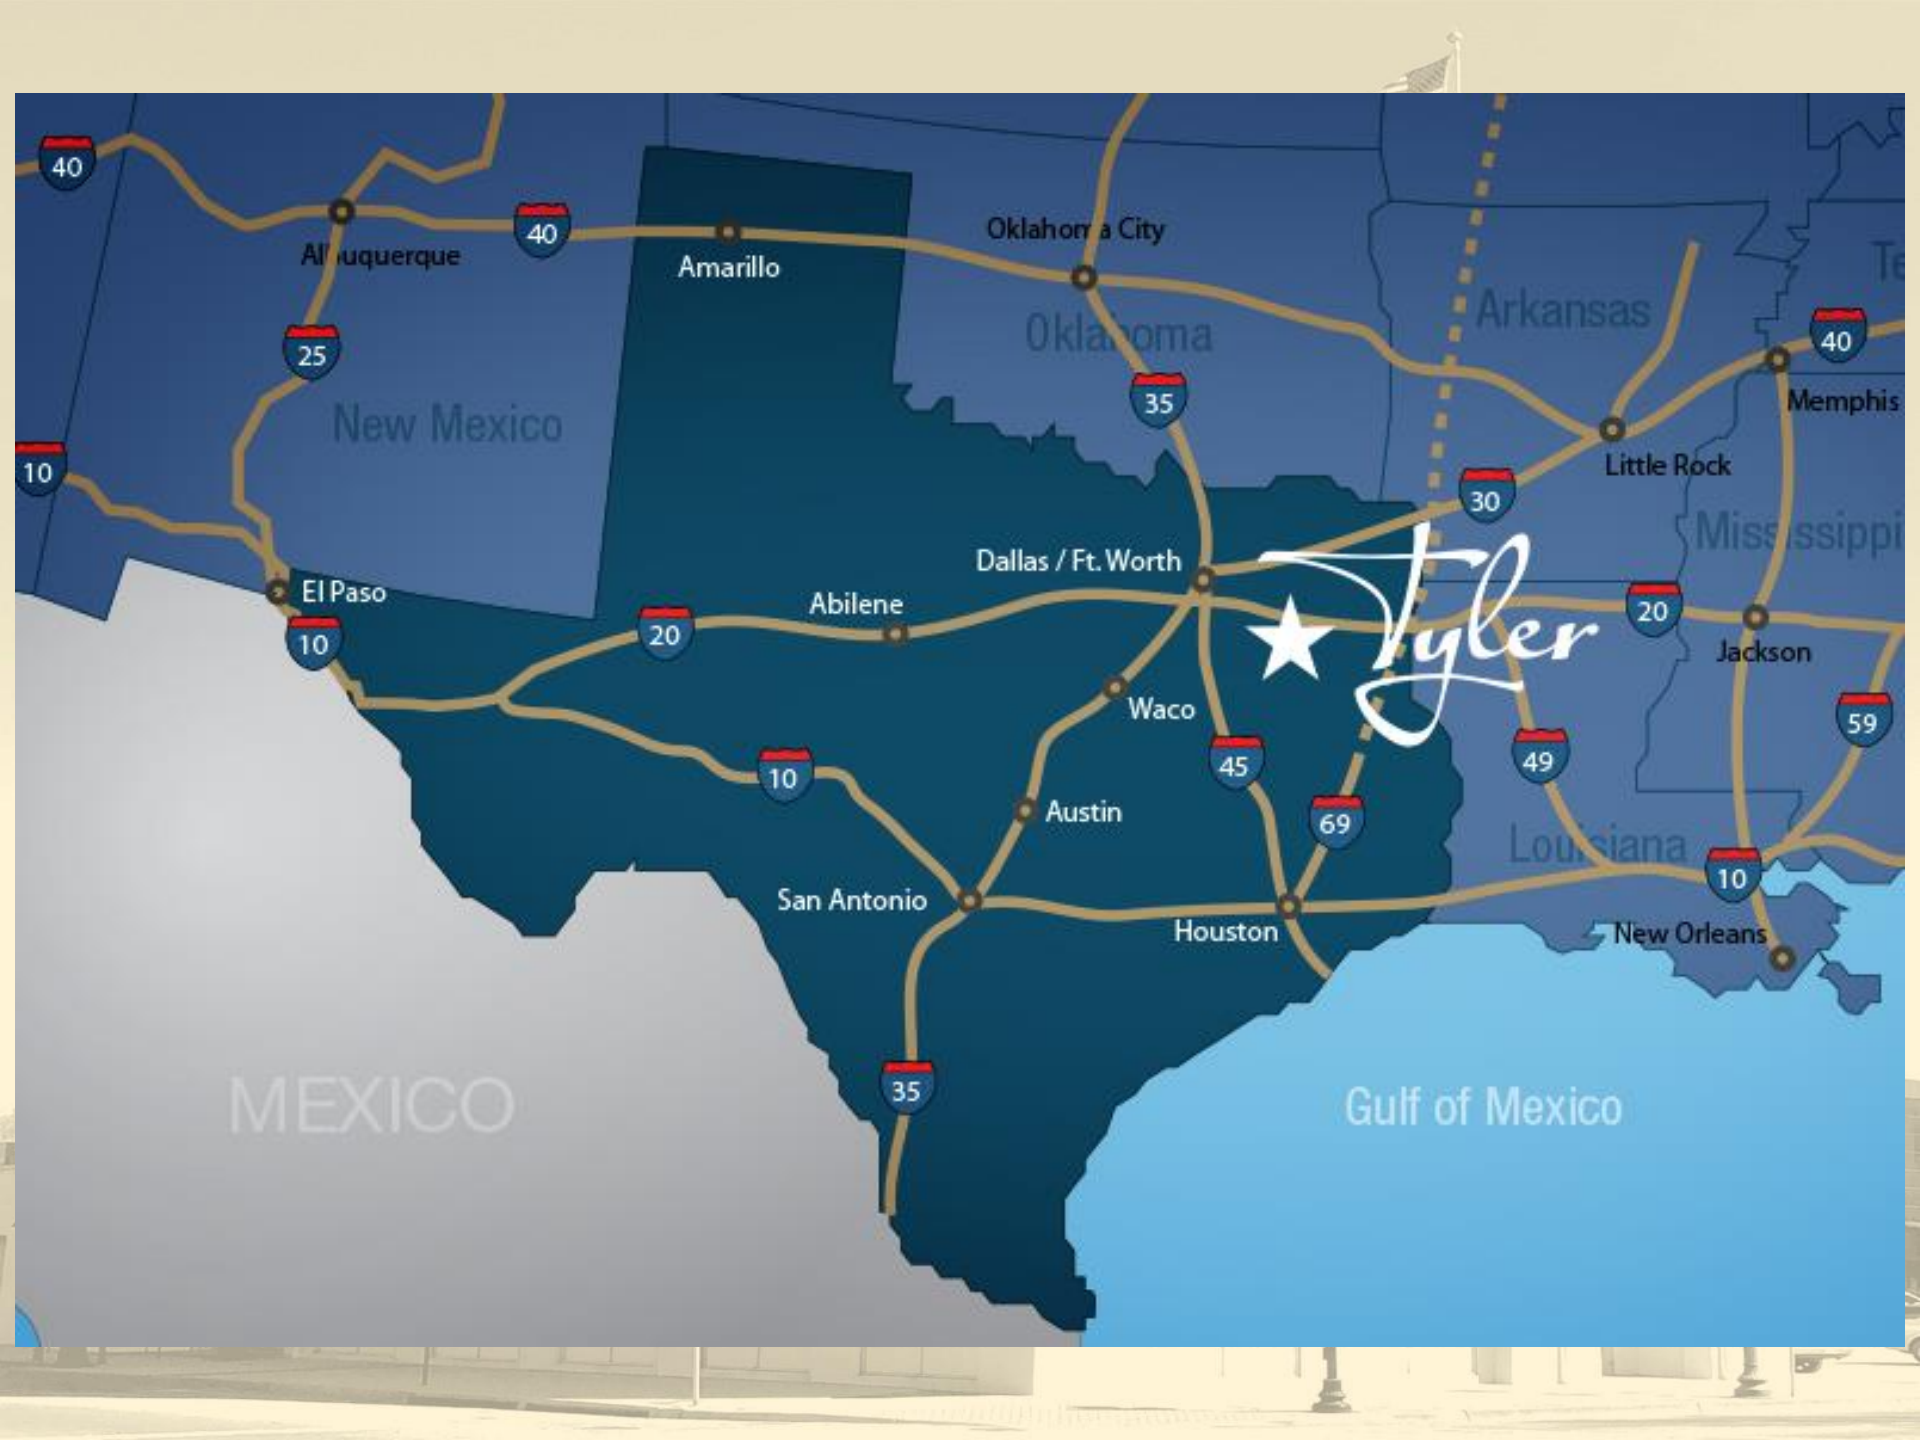 40
40
Oklahoma City
Albuquerque
Amarillo
Te
Arkansas
Oklahoma
40
25
35
Memphis
New Mexico
10
Little Rock
30
Mississippi
Dallas / Ft. Worth
El Paso
Abilene
Tyler
20
20
10
Jackson
Waco
59
45
49
10
Austin
69
Louisiana
10
San Antonio
Houston
New Orleans
35
MEXICO
Gulf of Mexico